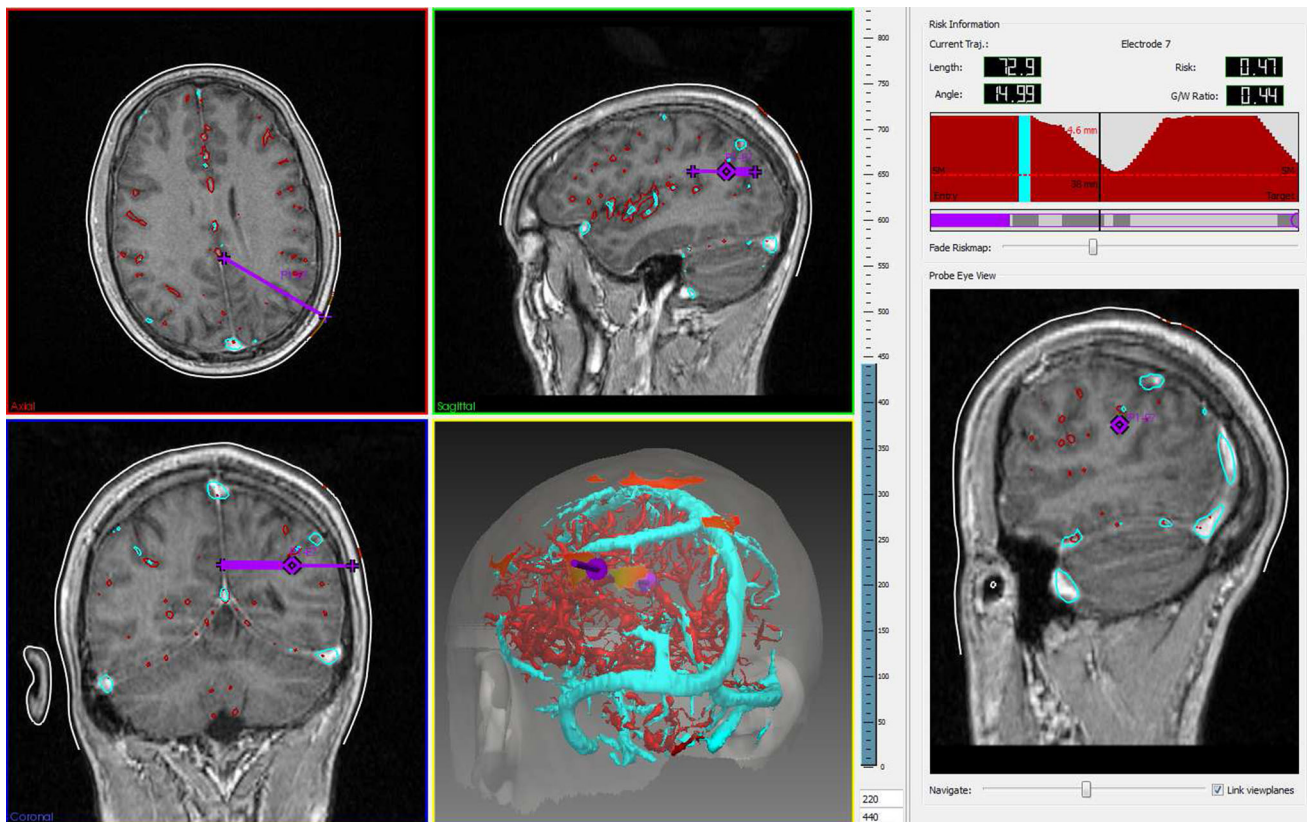 Axial
Sagittal
Coronal
800
750
700
650
600
550
500
450
400
350
300
250
200
150
100
50
0
220
440
Risk Information
Current Traj.:
Electrode 7
Length:
72.9
Risk:
0.47
Angle:
14.99
G/W Ratio:
0.44
4.6 mm
38 mm
Entry
Target
Fade Riskmap:
Probe Eye View
Navigate:
Link viewplanes